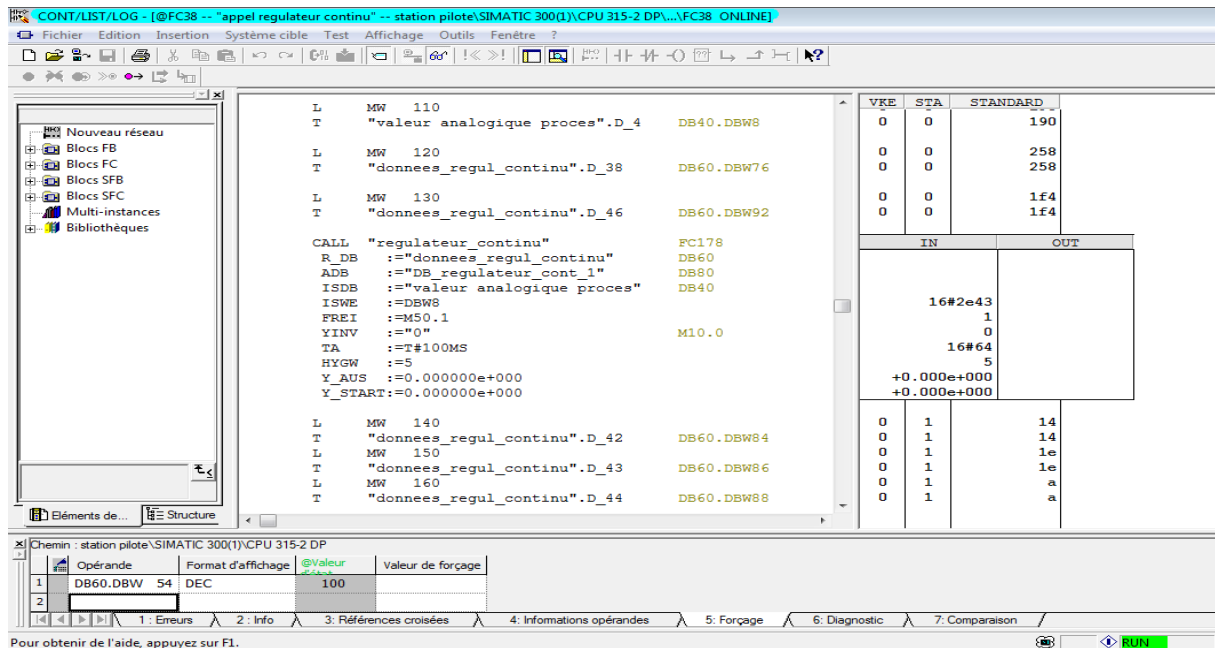 CONT/LIST/LOG - [@FC38 -- "appel regulateur continu" -- station pilote\SIMATIC 300(1)\CPU 315-2 DP\...\FC38 ONLINE]
Fichier Edition Insertion Système cible Test Affichage Outils Fenêtre ?
Nouveau réseau
Blocs FB
Blocs FC
Blocs SFB
Blocs SFC
Multi-instances
Bibliothèques
Eléments de... Structure
L MW 110
T "valeur analogique proces".D_4 DB40.DBW8
L MW 120
T "donnees_regul_continu".D_38 DB60.DBW76
L MW 130
T "donnees_regul_continu".D_46 DB60.DBW92
CALL "regulateur_continu" FC178
R_DB :="donnees_regul_continu" DB60
ADB :="DB_regulateur_cont_1" DB80
ISDB :="valeur analogique proces" DB40
ISWE :=DBW8
FREI :=M50.1
YINV :="0" M10.0
TA :=T#100MS
HYGW :=5
Y_AUS :=0.000000e+000
Y_START:=0.000000e+000
L MW 140
T "donnees_regul_continu".D_42 DB60.DBW84
L MW 150
T "donnees_regul_continu".D_43 DB60.DBW86
L MW 160
T "donnees_regul_continu".D_44 DB60.DBW88
VKE STA STANDARD
0 0 190
0 0 258
0 0 258
0 0 1f4
0 0 1f4
IN OUT
16#2e43
1
0
16#64
5
+0.000e+000
+0.000e+000
0 1 14
0 1 14
0 1 1e
0 1 1e
0 1 a
0 1 a
Chemin : station pilote\SIMATIC 300(1)\CPU 315-2 DP
Opérande Format d'affichage @Valeur Valeur de forçage
1 DB60.DBW 54 DEC 100
2
1 : Erreurs 2 : Info 3: Références croisées 4 : Informations opérandes 5: Forçage 6: Diagnostic 7: Comparaison
Pour obtenir de l'aide, appuyez sur F1. RUN